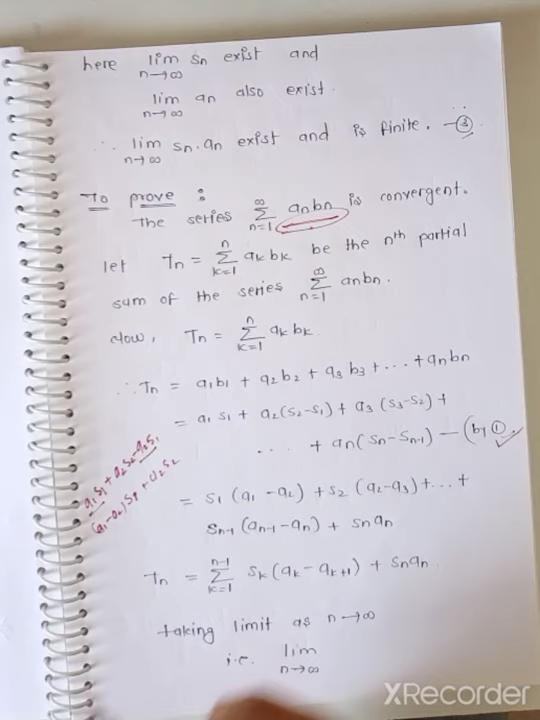 here lim n→∞ sn exist and
lim n→∞ an also exist.
∴ lim n→∞ sn.an exist and is finite. —③
To prove :
The series ∞ Σ n=1 anbn is convergent.
let Tn = n Σ k=1 akbk be the nth partial
sum of the series ∞ Σ n=1 anbn.
Now, Tn = n Σ k=1 akbk.
∴Tn = a1b1 + a2b2 + a3b3 + ... + anbn
= a1s1 + a2(s2-s1) + a3(s3-s2) +
.... + an(sn-sn-1) — (by ①)
a1s1 + a2s2 - a2s1
(a1-a2)s1 + a2s2
= s1(a1-a2) + s2(a2-a3) + ... +
sn-1(an-1-an) + snan
Tn = n-1 Σ k=1 sk(ak-ak+1) + snan.
taking limit as n→∞
i.e. lim n→∞
XRecorder